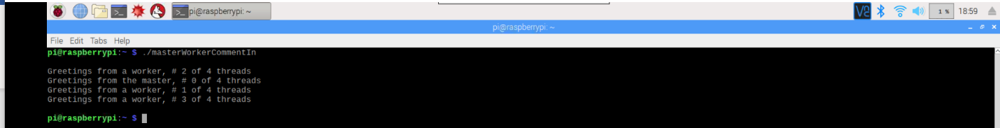 pi@raspberrypi: ~
V2
1 %
18:59
pi@raspberrypi: ~
File Edit Tabs Help
pi@raspberrypi:~ $ ./masterWorkerCommentIn
Greetings from a worker, # 2 of 4 threads
Greetings from the master, # 0 of 4 threads
Greetings from a worker, # 1 of 4 threads
Greetings from a worker, # 3 of 4 threads
pi@raspberrypi:~ $